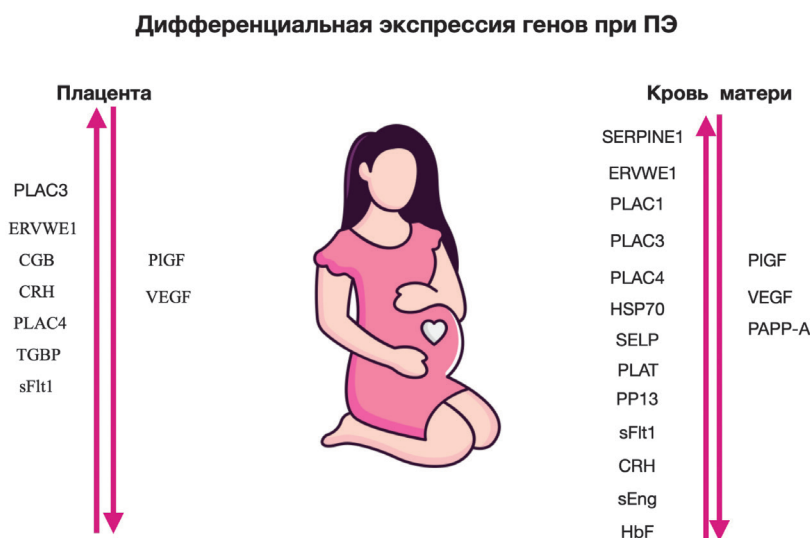 Дифференциальная экспрессия генов при ПЭ
Плацента
PLAC3
ERVWE1
CGB
CRH
PLAC4
TGBP
sFlt1
PlGF
VEGF
Кровь матери
SERPINE1
ERVWE1
PLAC1
PLAC3
PLAC4
HSP70
SELP
PLAT
PP13
sFlt1
CRH
sEng
HbF
PlGF
VEGF
PAPP-A